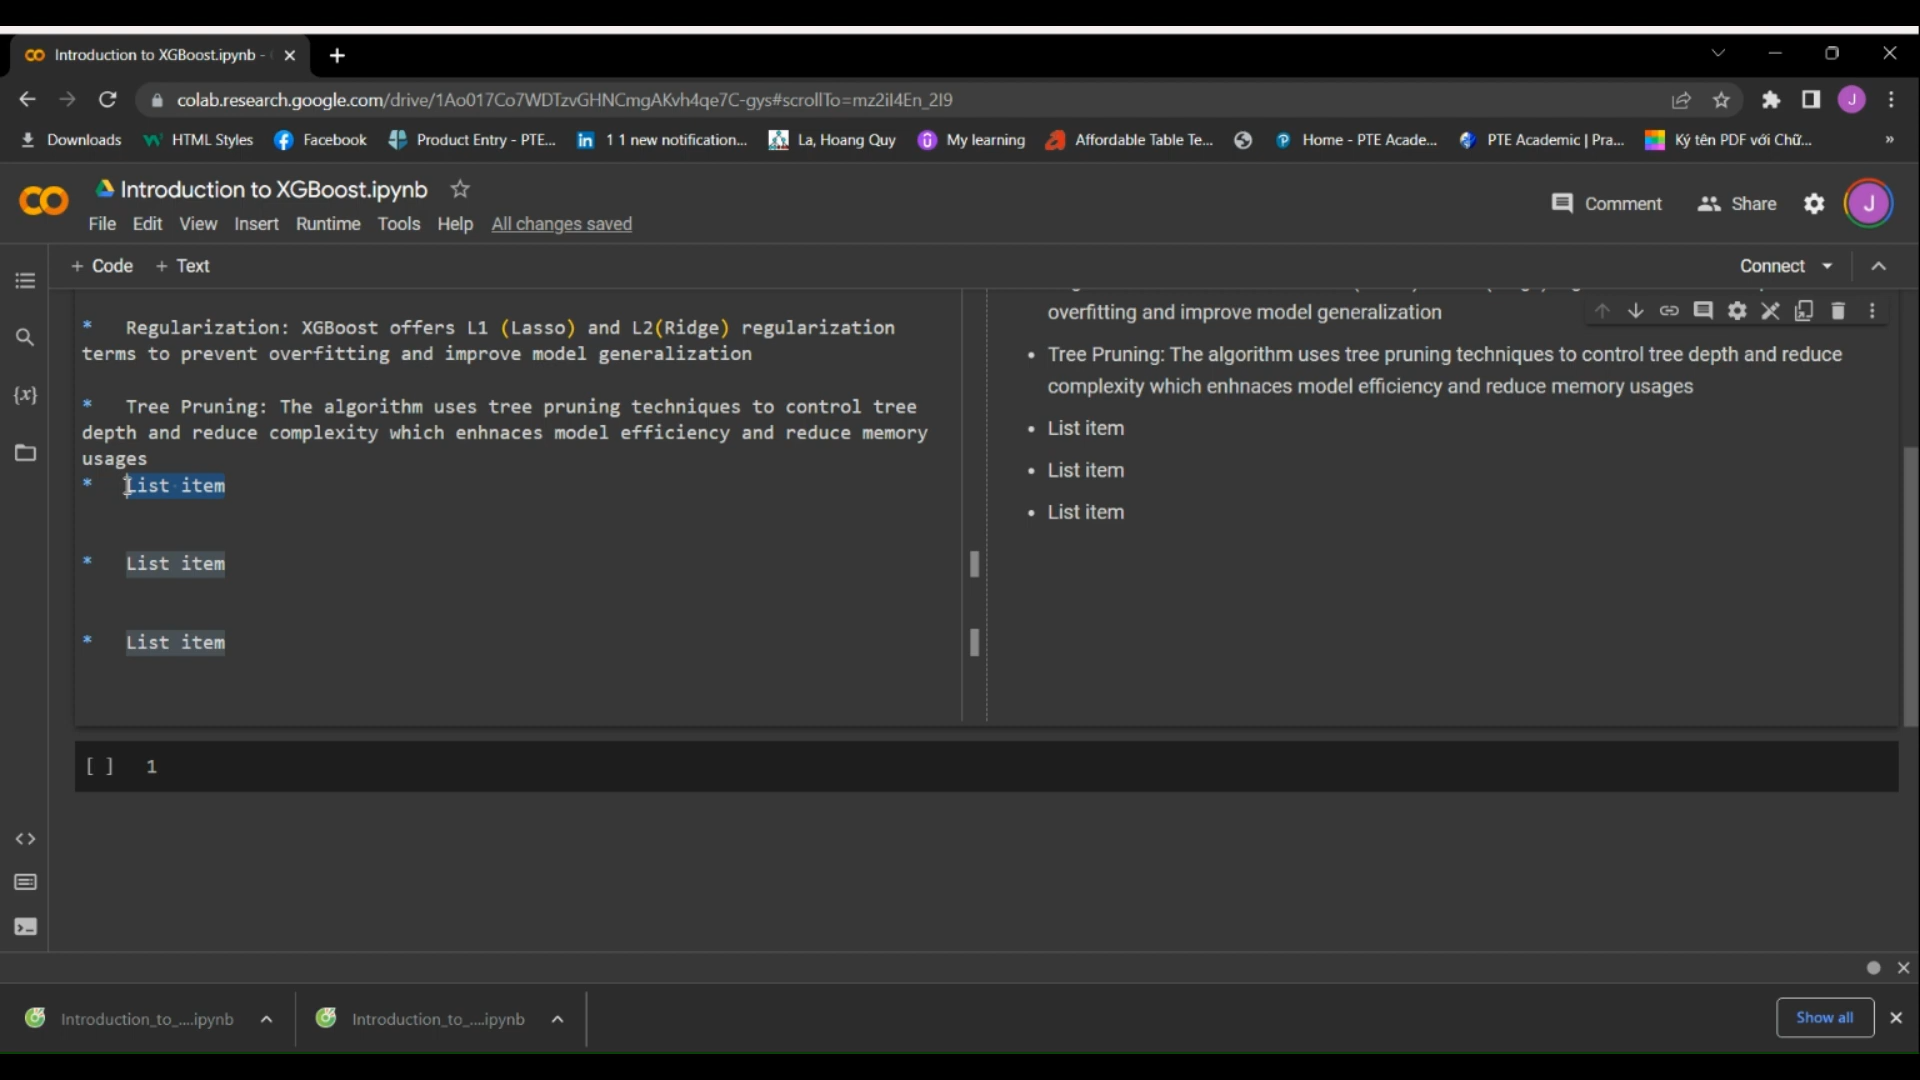 Introduction to XGBoost.ipynb -
colab.research.google.com/drive/1Ao017Co7WDTzvGHNCmgAKvh4qe7C-gys#scrollTo=mz2il4En_2I9
J
Downloads HTML Styles Facebook Product Entry - PTE... 1 1 new notification... La, Hoang Quy My learning Affordable Table Te... Home - PTE Acade... PTE Academic | Pra... Ký tên PDF với Chữ... »
Introduction to XGBoost.ipynb
Comment Share J
File Edit View Insert Runtime Tools Help All changes saved
+ Code + Text Connect
* Regularization: XGBoost offers L1 (Lasso) and L2(Ridge) regularization
terms to prevent overfitting and improve model generalization
* Tree Pruning: The algorithm uses tree pruning techniques to control tree
depth and reduce complexity which enhnaces model efficiency and reduce memory
usages
* List item
* List item
* List item
overfitting and improve model generalization
• Tree Pruning: The algorithm uses tree pruning techniques to control tree depth and reduce
complexity which enhnaces model efficiency and reduce memory usages
• List item
• List item
• List item
[ ] 1
Introduction_to_....ipynb Introduction_to_....ipynb Show all